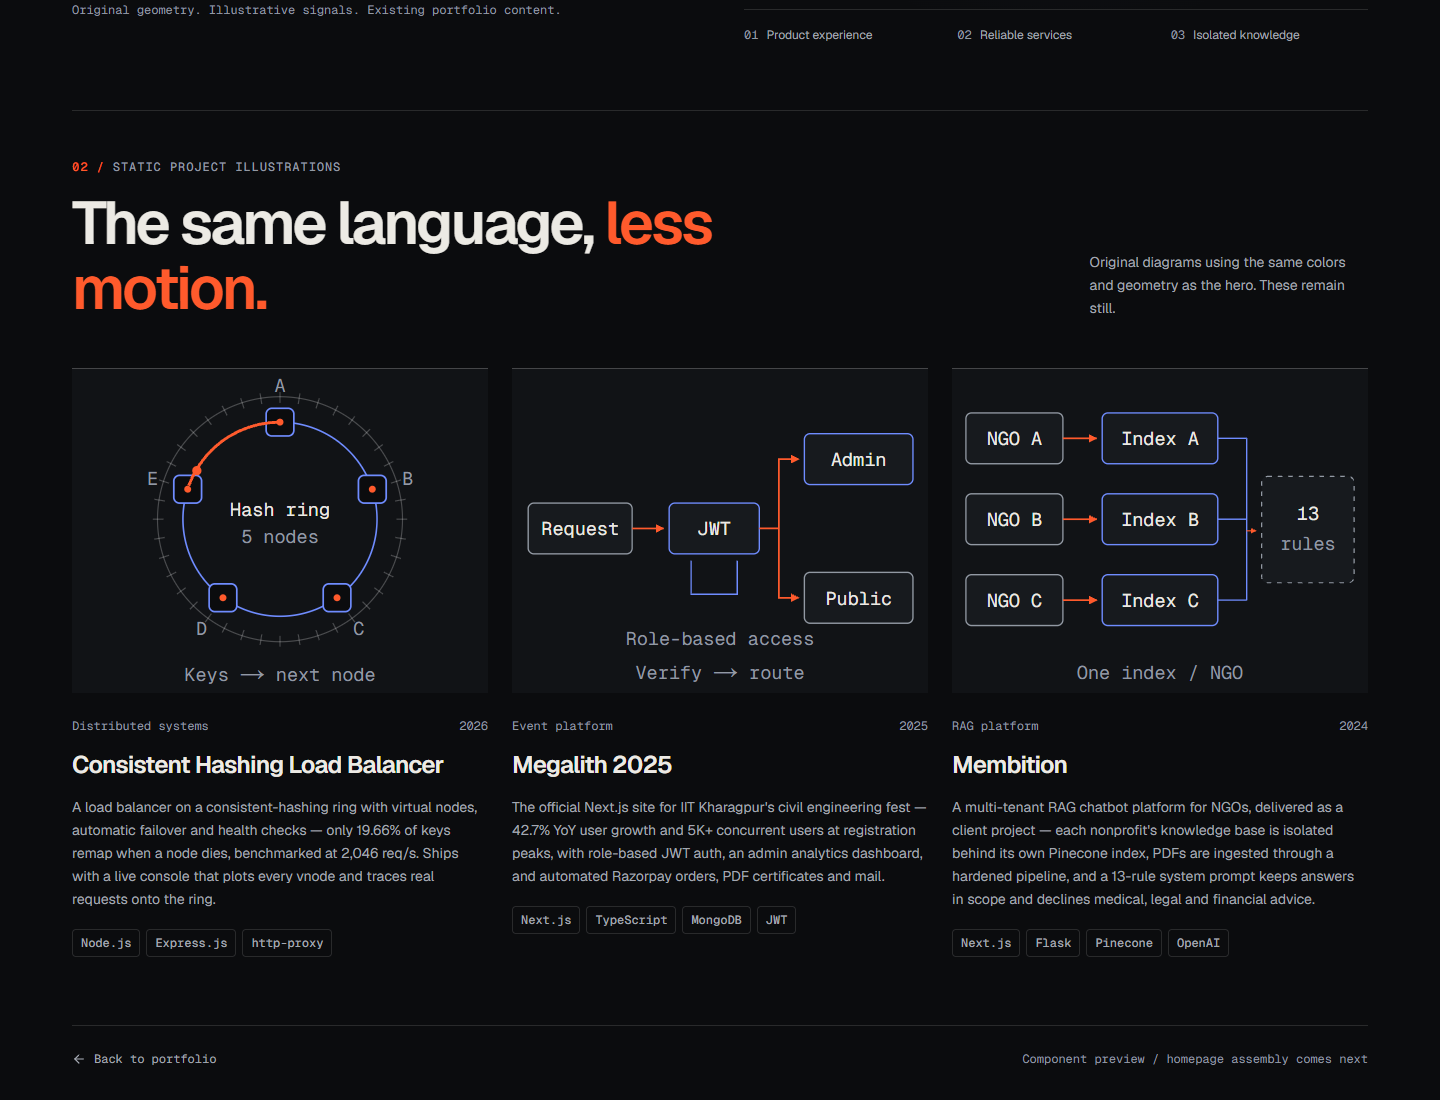 Original geometry. Illustrative signals. Existing portfolio content.
01 Product experience
02 Reliable services
03 Isolated knowledge
02 / STATIC PROJECT ILLUSTRATIONS
The same language, less
motion.
Original diagrams using the same colors
and geometry as the hero. These remain
still.
A
E
B
Hash ring
5 nodes
D
C
Keys → next node
Request
JWT
Admin
Public
Role-based access
Verify → route
NGO A
Index A
NGO B
Index B
NGO C
Index C
13
rules
One index / NGO
Distributed systems
2026
Consistent Hashing Load Balancer
A load balancer on a consistent-hashing ring with virtual nodes,
automatic failover and health checks — only 19.66% of keys
remap when a node dies, benchmarked at 2,046 req/s. Ships
with a live console that plots every vnode and traces real
requests onto the ring.
Node.js
Express.js
http-proxy
Event platform
2025
Megalith 2025
The official Next.js site for IIT Kharagpur's civil engineering fest —
42.7% YoY user growth and 5K+ concurrent users at registration
peaks, with role-based JWT auth, an admin analytics dashboard,
and automated Razorpay orders, PDF certificates and mail.
Next.js
TypeScript
MongoDB
JWT
RAG platform
2024
Membition
A multi-tenant RAG chatbot platform for NGOs, delivered as a
client project — each nonprofit's knowledge base is isolated
behind its own Pinecone index, PDFs are ingested through a
hardened pipeline, and a 13-rule system prompt keeps answers
in scope and declines medical, legal and financial advice.
Next.js
Flask
Pinecone
OpenAI
← Back to portfolio
Component preview / homepage assembly comes next